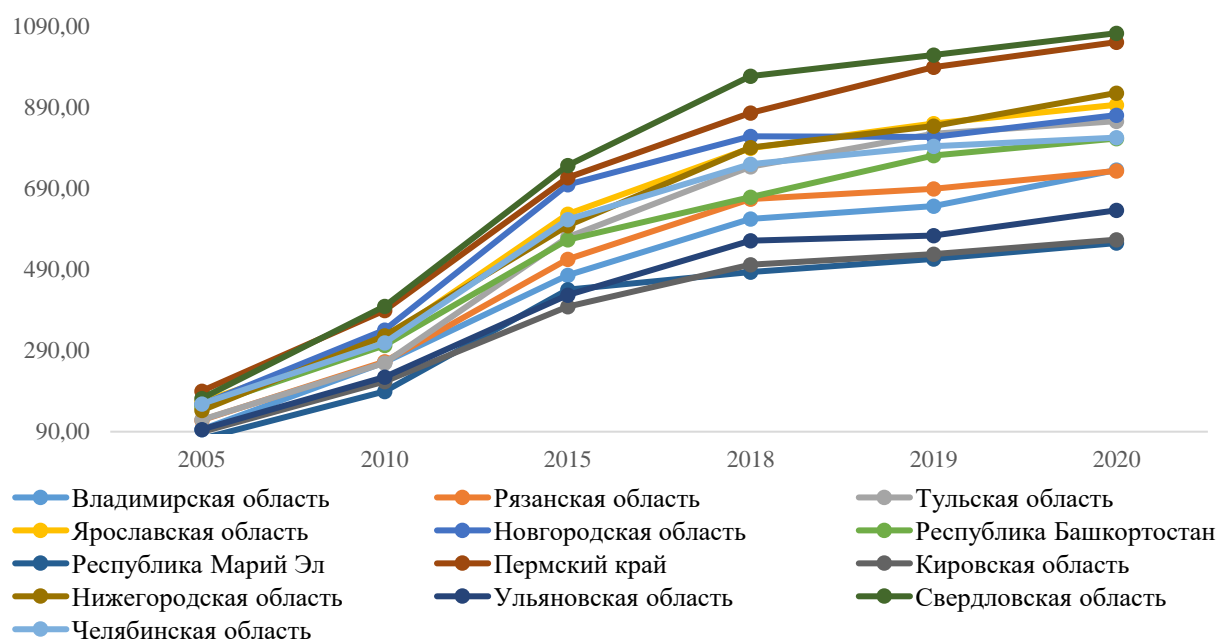 1090,00
890,00
690,00
490,00
290,00
90,00
2005 2010 2015 2018 2019 2020
Владимирская область Рязанская область Тульская область
Ярославская область Новгородская область Республика Башкортостан
Республика Марий Эл Пермский край Кировская область
Нижегородская область Ульяновская область Свердловская область
Челябинская область